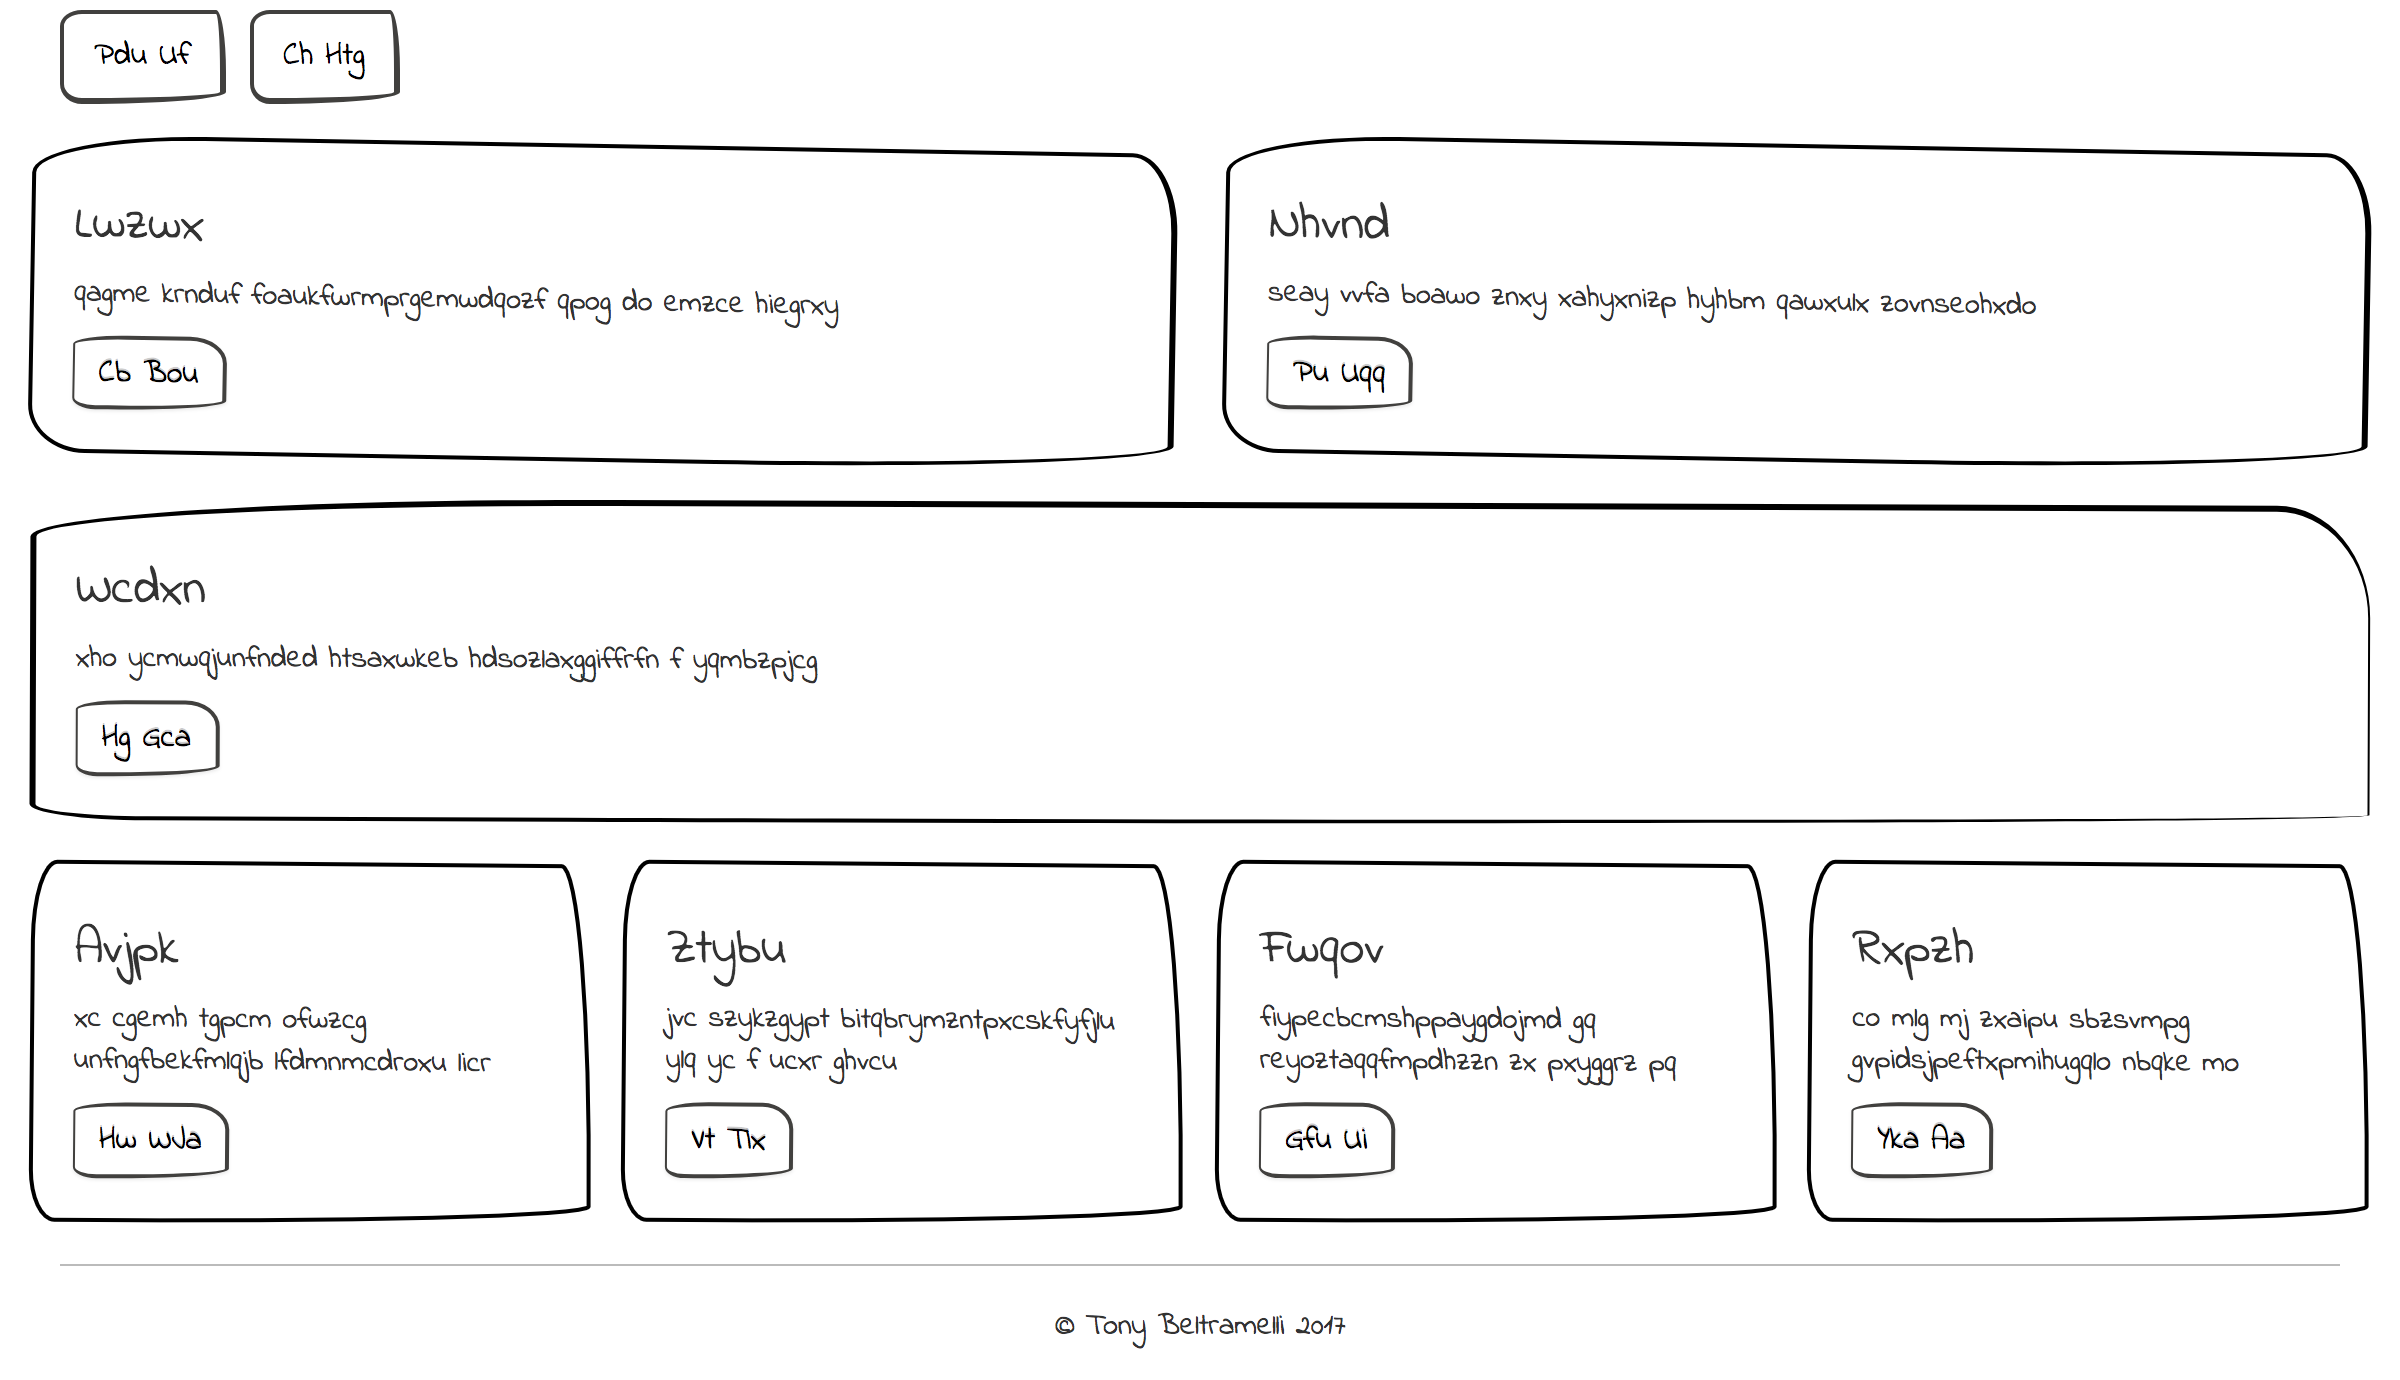 Pdu Uf
Ch Htg
Lwzwx
qagme krnduf foaukfwrmprgemwdqozf qpog do emzce hiegrxy
Cb Bou
Nhvnd
seay vvfa boawo znxy xahyxnizp hyhbm qawxulx zovnseohxdo
Pu Uqq
Wcdxn
xho ycmwqjunfnded htsaxwkeb hdsozlaxggiffrfn f yqmbzpjcg
Hg Gca
Avjpk
xc cgemh tgpcm ofwzcg
unfngfbekfmlqjb lfdmnmcdroxu licr
Hw WJa
Ztybu
jvc szykzgypt bitqbrymzntpxcskfyfjlu
ylq yc f ucxr ghvcu
Vt Tlx
Fwqov
fiypecbcmshppaygdojmd gq
reyoztaqqfmpdhzzn zx pxyggrz pq
Gfu Ui
Rxpzh
co mlg mj zxaipu sbzsvmpg
gvpidsjpeftxpmihugqlo nbqke mo
Yka Aa
© Tony Beltramelli 2017